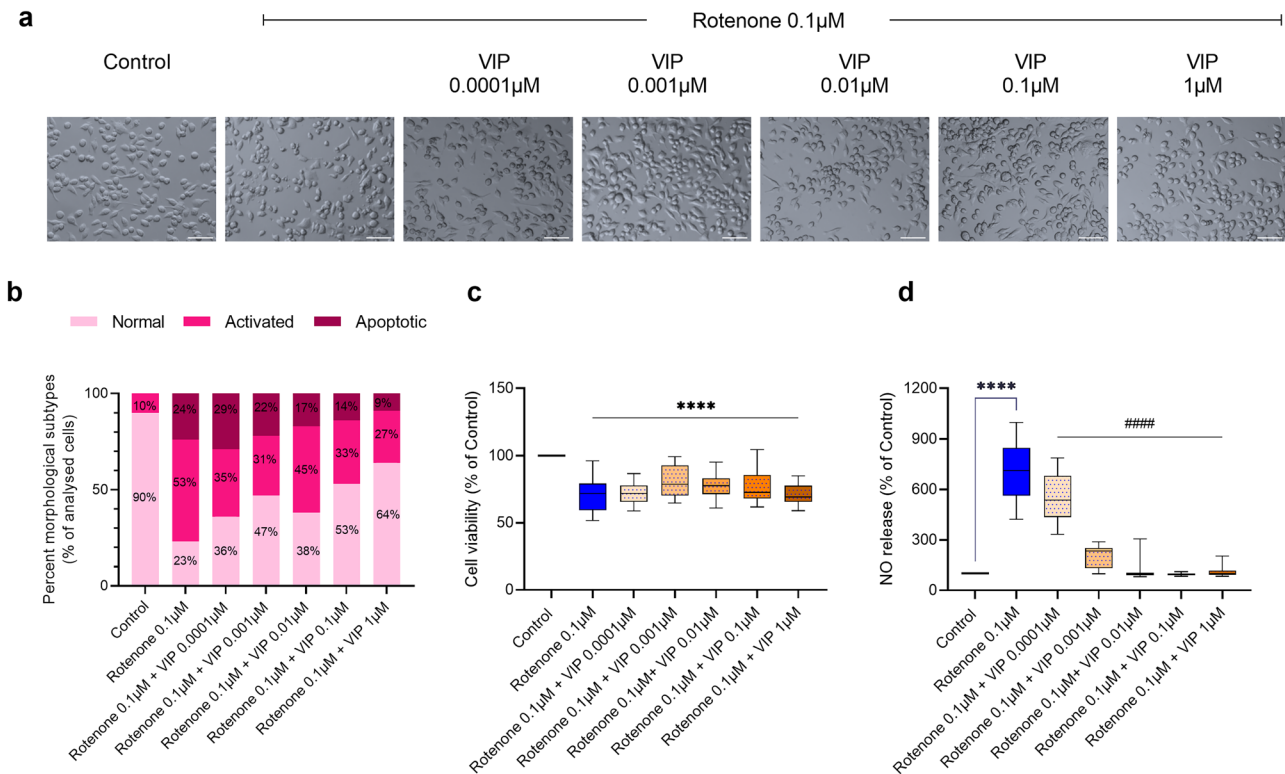 a
Rotenone 0.1µM
Control
VIP
0.0001µM
VIP
0.001µM
VIP
0.01µM
VIP
0.1µM
VIP
1µM
b
Normal
Activated
Apoptotic
Percent morphological subtypes
(% of analysed cells)
100
50
0
10%
90%
24%
53%
23%
29%
35%
36%
22%
31%
47%
17%
45%
38%
14%
33%
53%
9%
27%
64%
Control
Rotenone 0.1µM
Rotenone 0.1µM + VIP 0.0001µM
Rotenone 0.1µM + VIP 0.001µM
Rotenone 0.1µM + VIP 0.01µM
Rotenone 0.1µM + VIP 0.1µM
Rotenone 0.1µM + VIP 1µM
c
Cell viability (% of Control)
150
100
50
0
****
Control
Rotenone 0.1µM
Rotenone 0.1µM + VIP 0.0001µM
Rotenone 0.1µM + VIP 0.001µM
Rotenone 0.1µM+ VIP 0.01µM
Rotenone 0.1µM + VIP 0.1µM
Rotenone 0.1µM + VIP 1µM
d
NO release (% of Control)
1200
900
600
300
0
****
####
Control
Rotenone 0.1µM
Rotenone 0.1µM + VIP 0.0001µM
Rotenone 0.1µM + VIP 0.001µM
Rotenone 0.1µM+ VIP 0.01µM
Rotenone 0.1µM + VIP 0.1µM
Rotenone 0.1µM + VIP 1µM